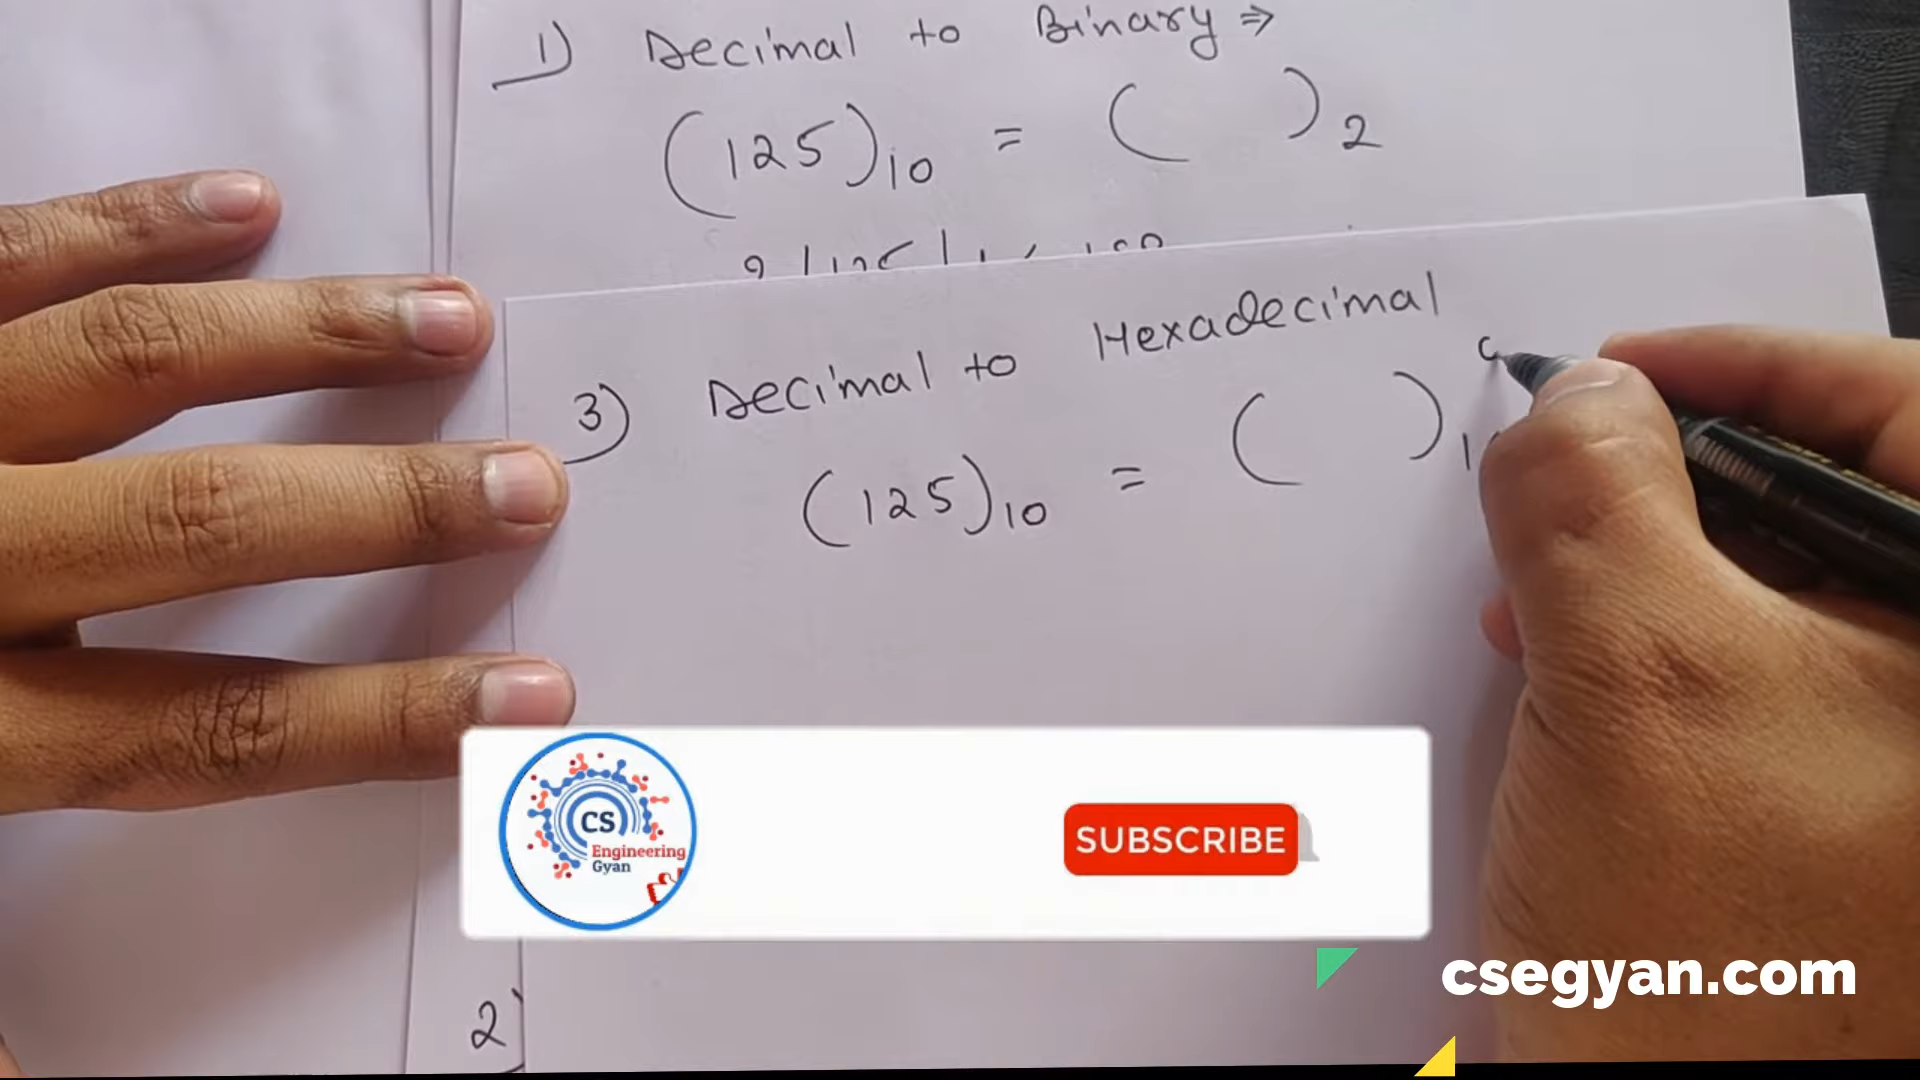 1) Decimal to Binary ⇒
(125)10 = ( )2
3) Decimal to Hexadecimal
(125)10 = ( )
CS
Engineering
Gyan
SUBSCRIBE
csegyan.com
2